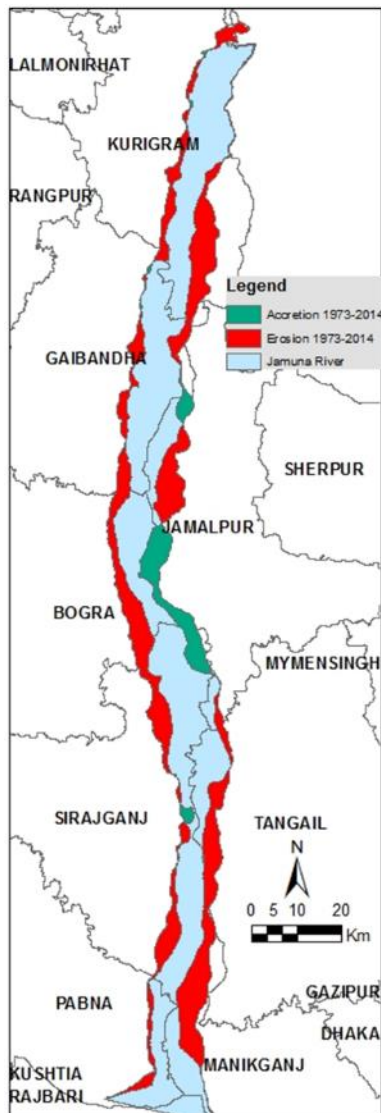 LALMONIRHAT
KURIGRAM
RANGPUR
Legend
Accretion 1973-2014
Erosion 1973-2014
Jamuna River
GAIBANDHA
SHERPUR
JAMALPUR
BOGRA
MYMENSINGH
SIRAJGANJ
TANGAIL
N
0 5 10 20
Km
PABNA
GAZIPUR
DHAKA
MANIKGANJ
KUSHTIA
RAJBARI